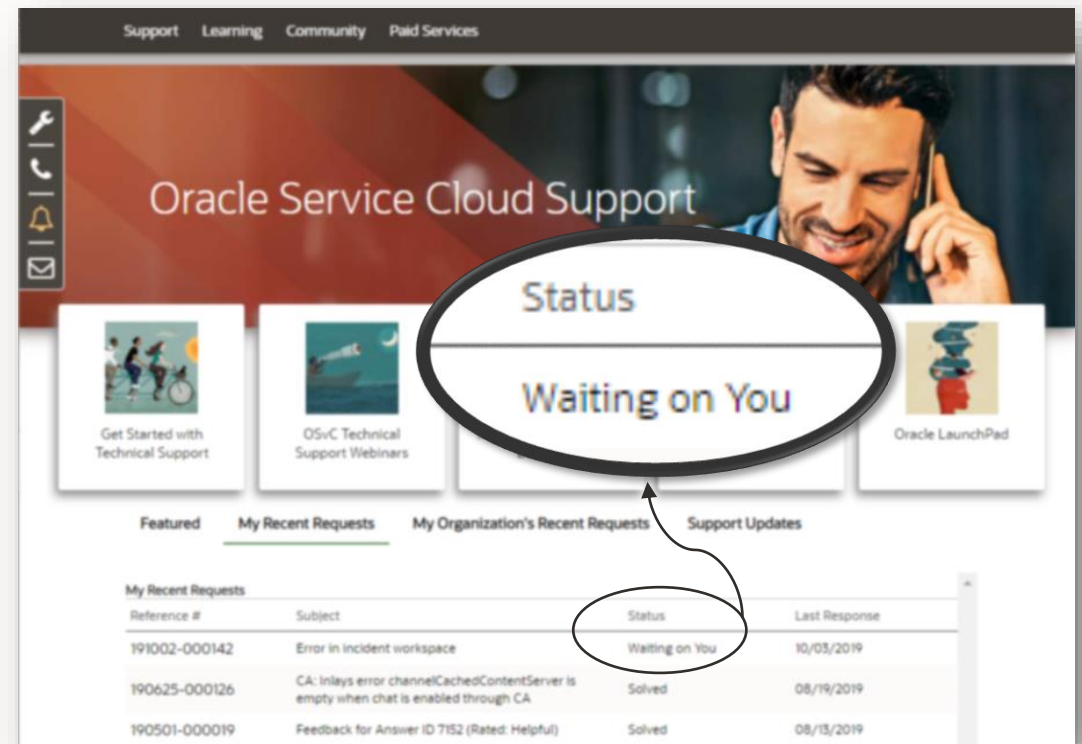 Support Learning Community Paid Services
Oracle Service Cloud Support
Status
Waiting on You
Get Started with
Technical Support
OSvC Technical
Support Webinars
Oracle LaunchPad
Featured My Recent Requests My Organization's Recent Requests Support Updates
My Recent Requests
Reference # Subject Status Last Response
191002-000142 Error in incident workspace Waiting on You 10/03/2019
190625-000126 CA: Inlays error channelCachedContentServer is
empty when chat is enabled through CA Solved 08/19/2019
190501-000019 Feedback for Answer ID 7152 (Rated: Helpful) Solved 08/13/2019